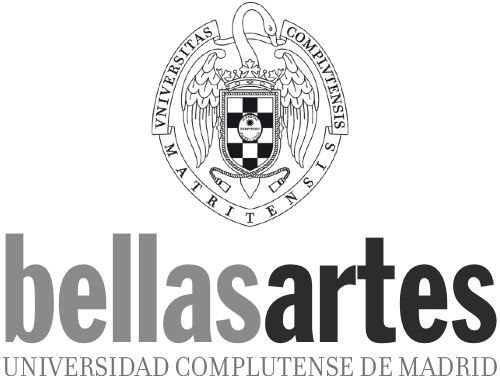 VNIVERSITAS COMPLVTENSIS
MATRITENSIS
bellasartes
UNIVERSIDAD COMPLUTENSE DE MADRID